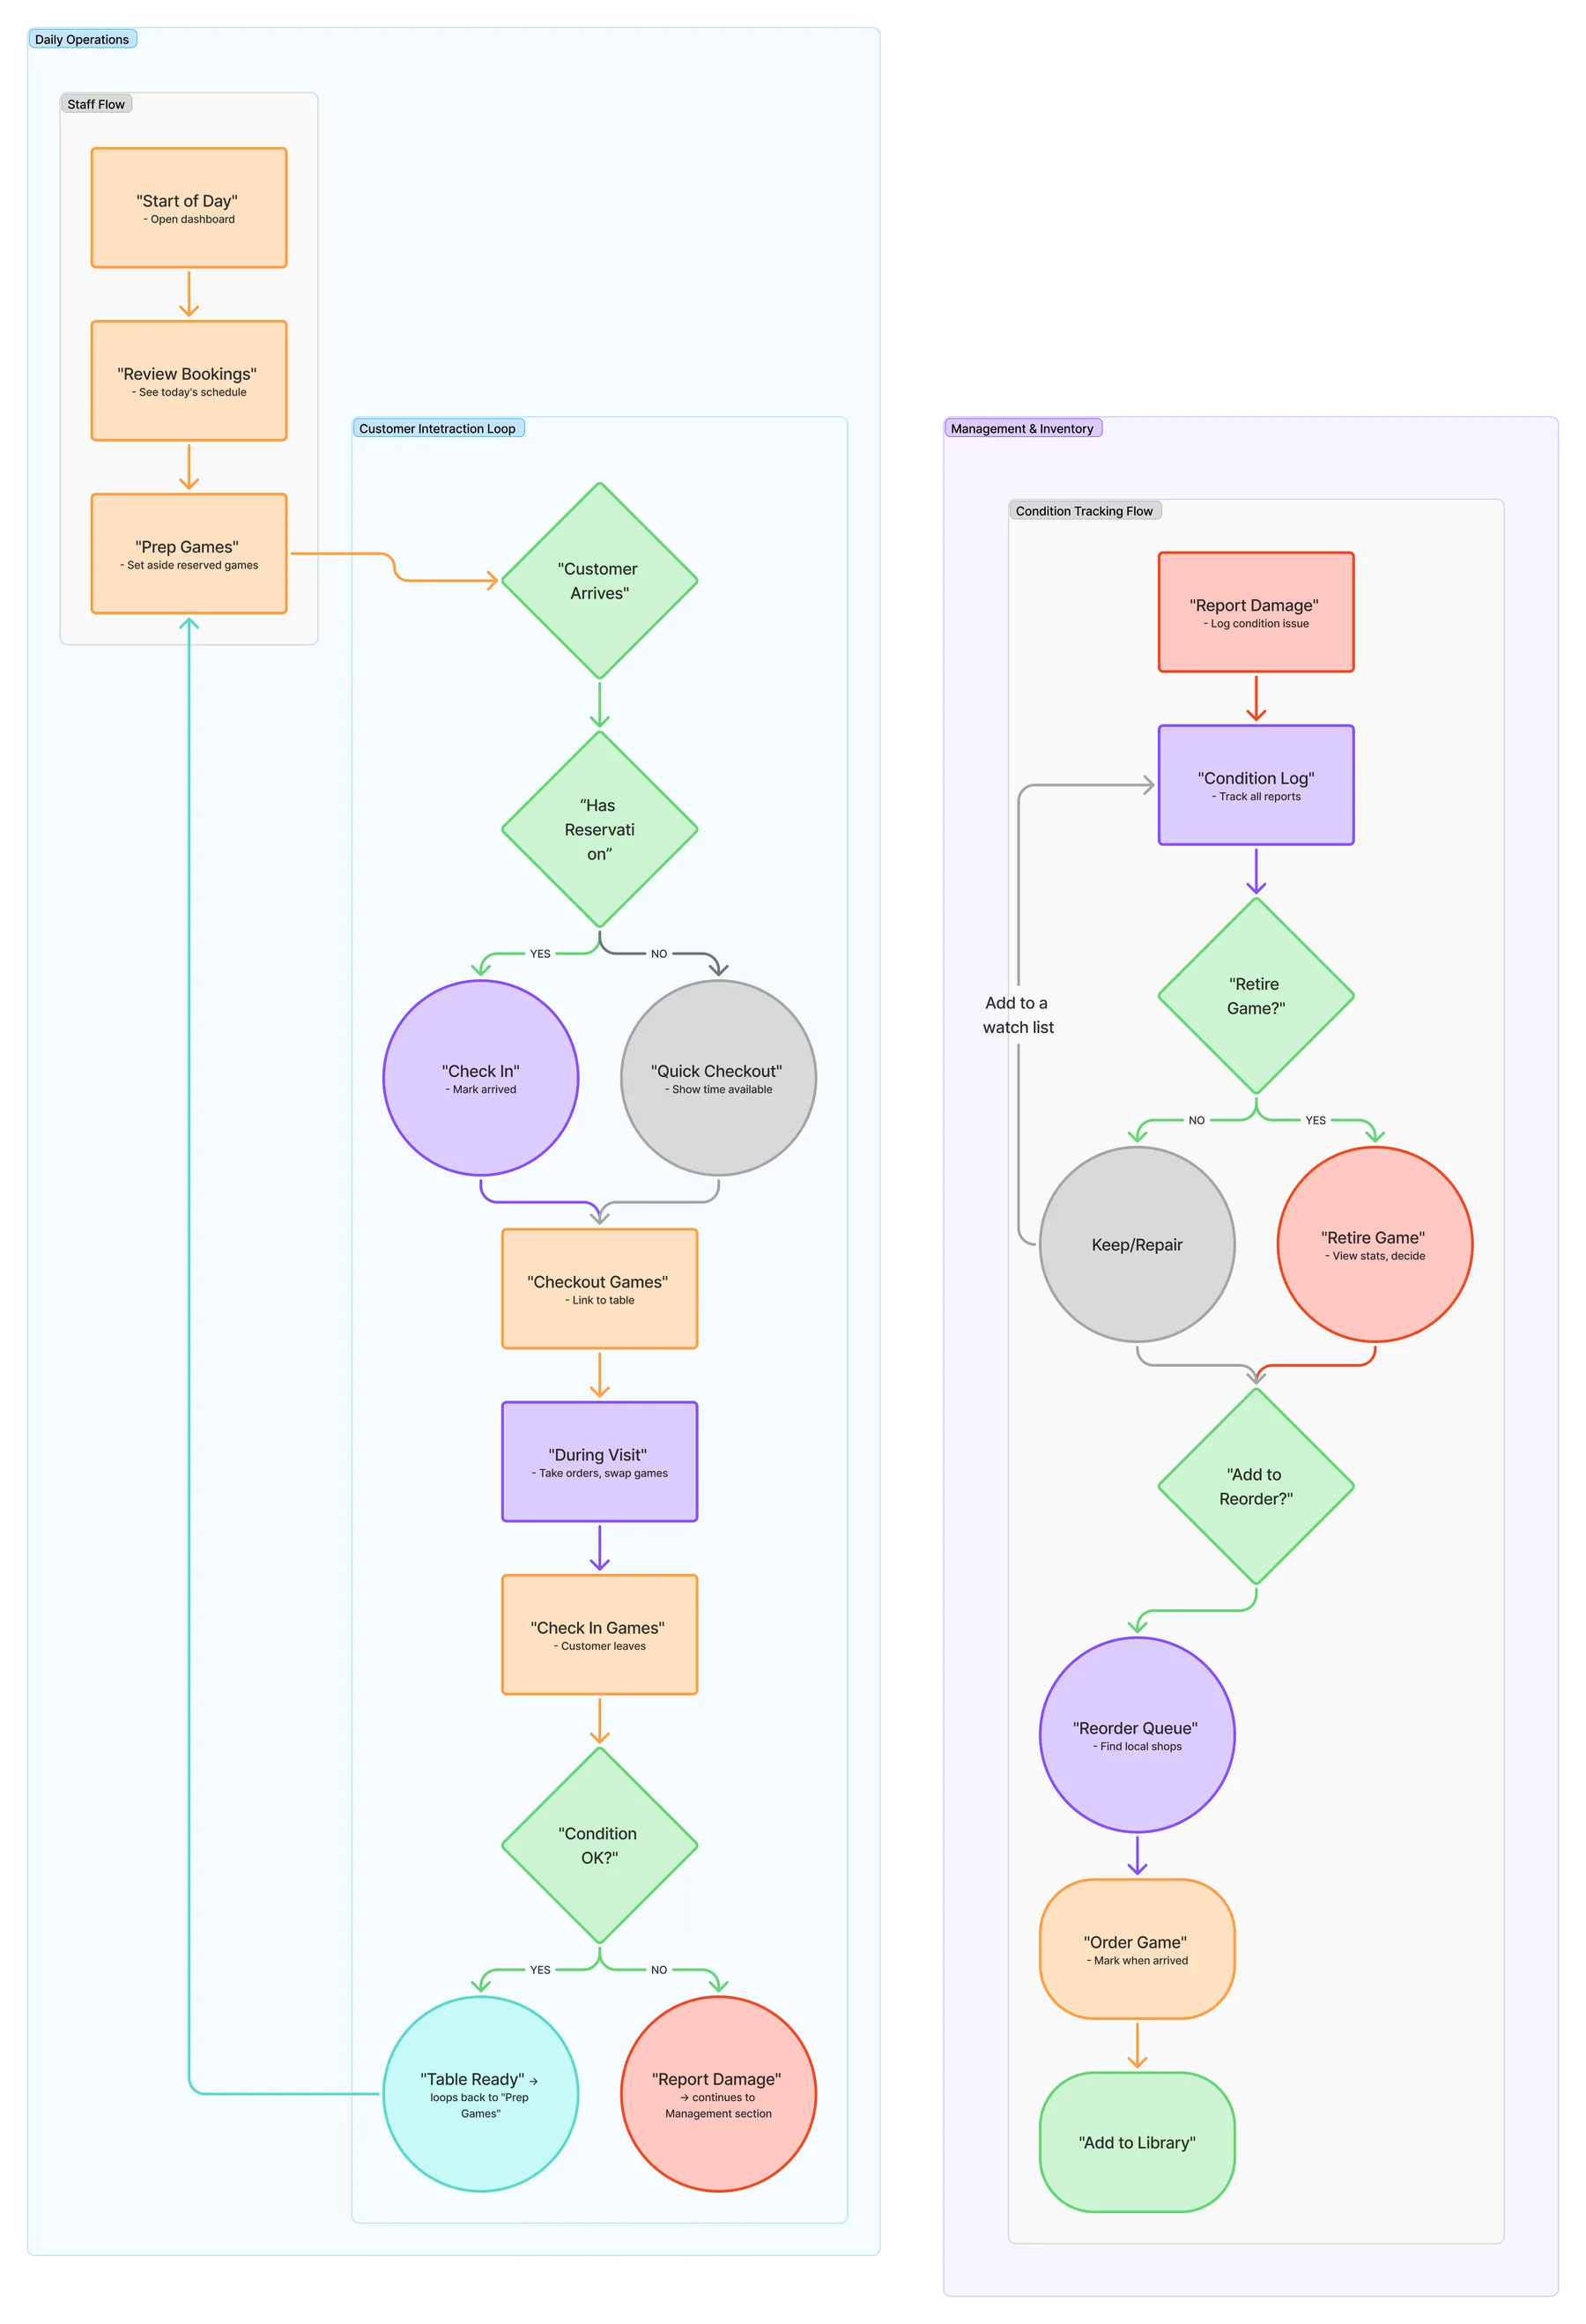 Daily Operations
Staff Flow
"Start of Day"
- Open dashboard
"Review Bookings"
- See today's schedule
"Prep Games"
- Set aside reserved games
Customer Intetraction Loop
"Customer
Arrives"
“Has
Reservati
on”
YES
NO
"Check In"
- Mark arrived
"Quick Checkout"
- Show time available
"Checkout Games"
- Link to table
"During Visit"
- Take orders, swap games
"Check In Games"
- Customer leaves
"Condition
OK?"
YES
NO
"Table Ready" →
loops back to "Prep
Games"
"Report Damage"
→ continues to
Management section
Management & Inventory
Condition Tracking Flow
"Report Damage"
- Log condition issue
"Condition Log"
- Track all reports
"Retire
Game?"
Add to a
watch list
NO
YES
Keep/Repair
"Retire Game"
- View stats, decide
"Add to
Reorder?"
"Reorder Queue"
- Find local shops
"Order Game"
- Mark when arrived
"Add to Library"